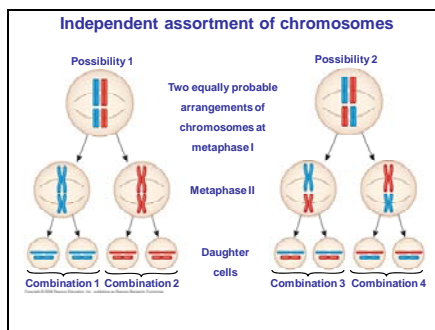 Independent assortment of chromosomes
Possibility 1
Possibility 2
Two equally probable
arrangements of
chromosomes at
metaphase I
Metaphase II
Daughter
cells
Combination 1
Combination 2
Combination 3
Combination 4